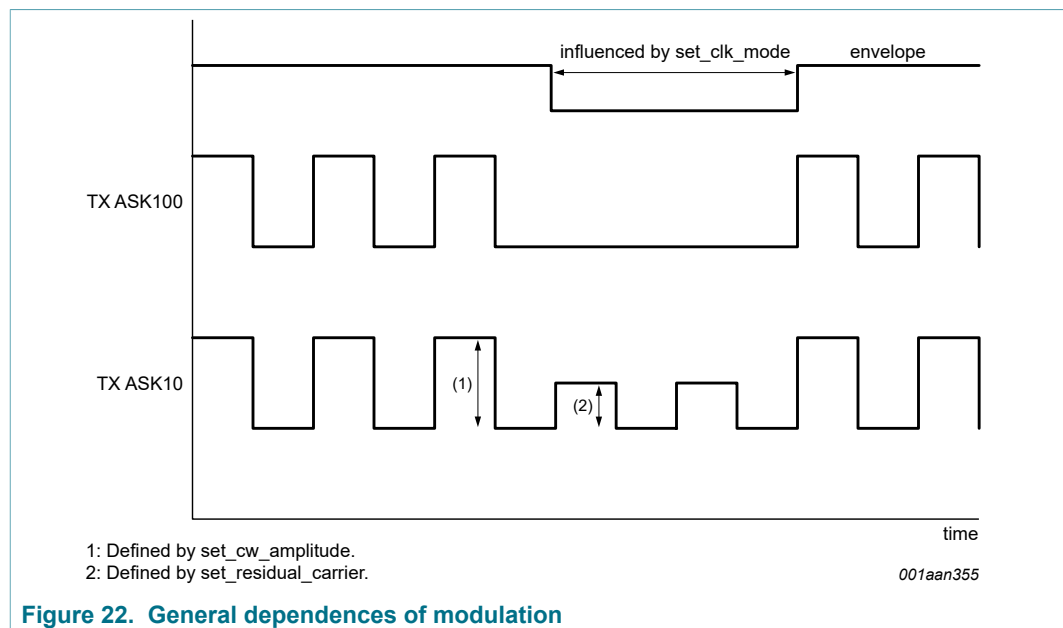 influenced by set_clk_mode
envelope
TX ASK100
TX ASK10
(1)
(2)
time
1: Defined by set_cw_amplitude.
2: Defined by set_residual_carrier.
001aan355
Figure 22. General dependences of modulation